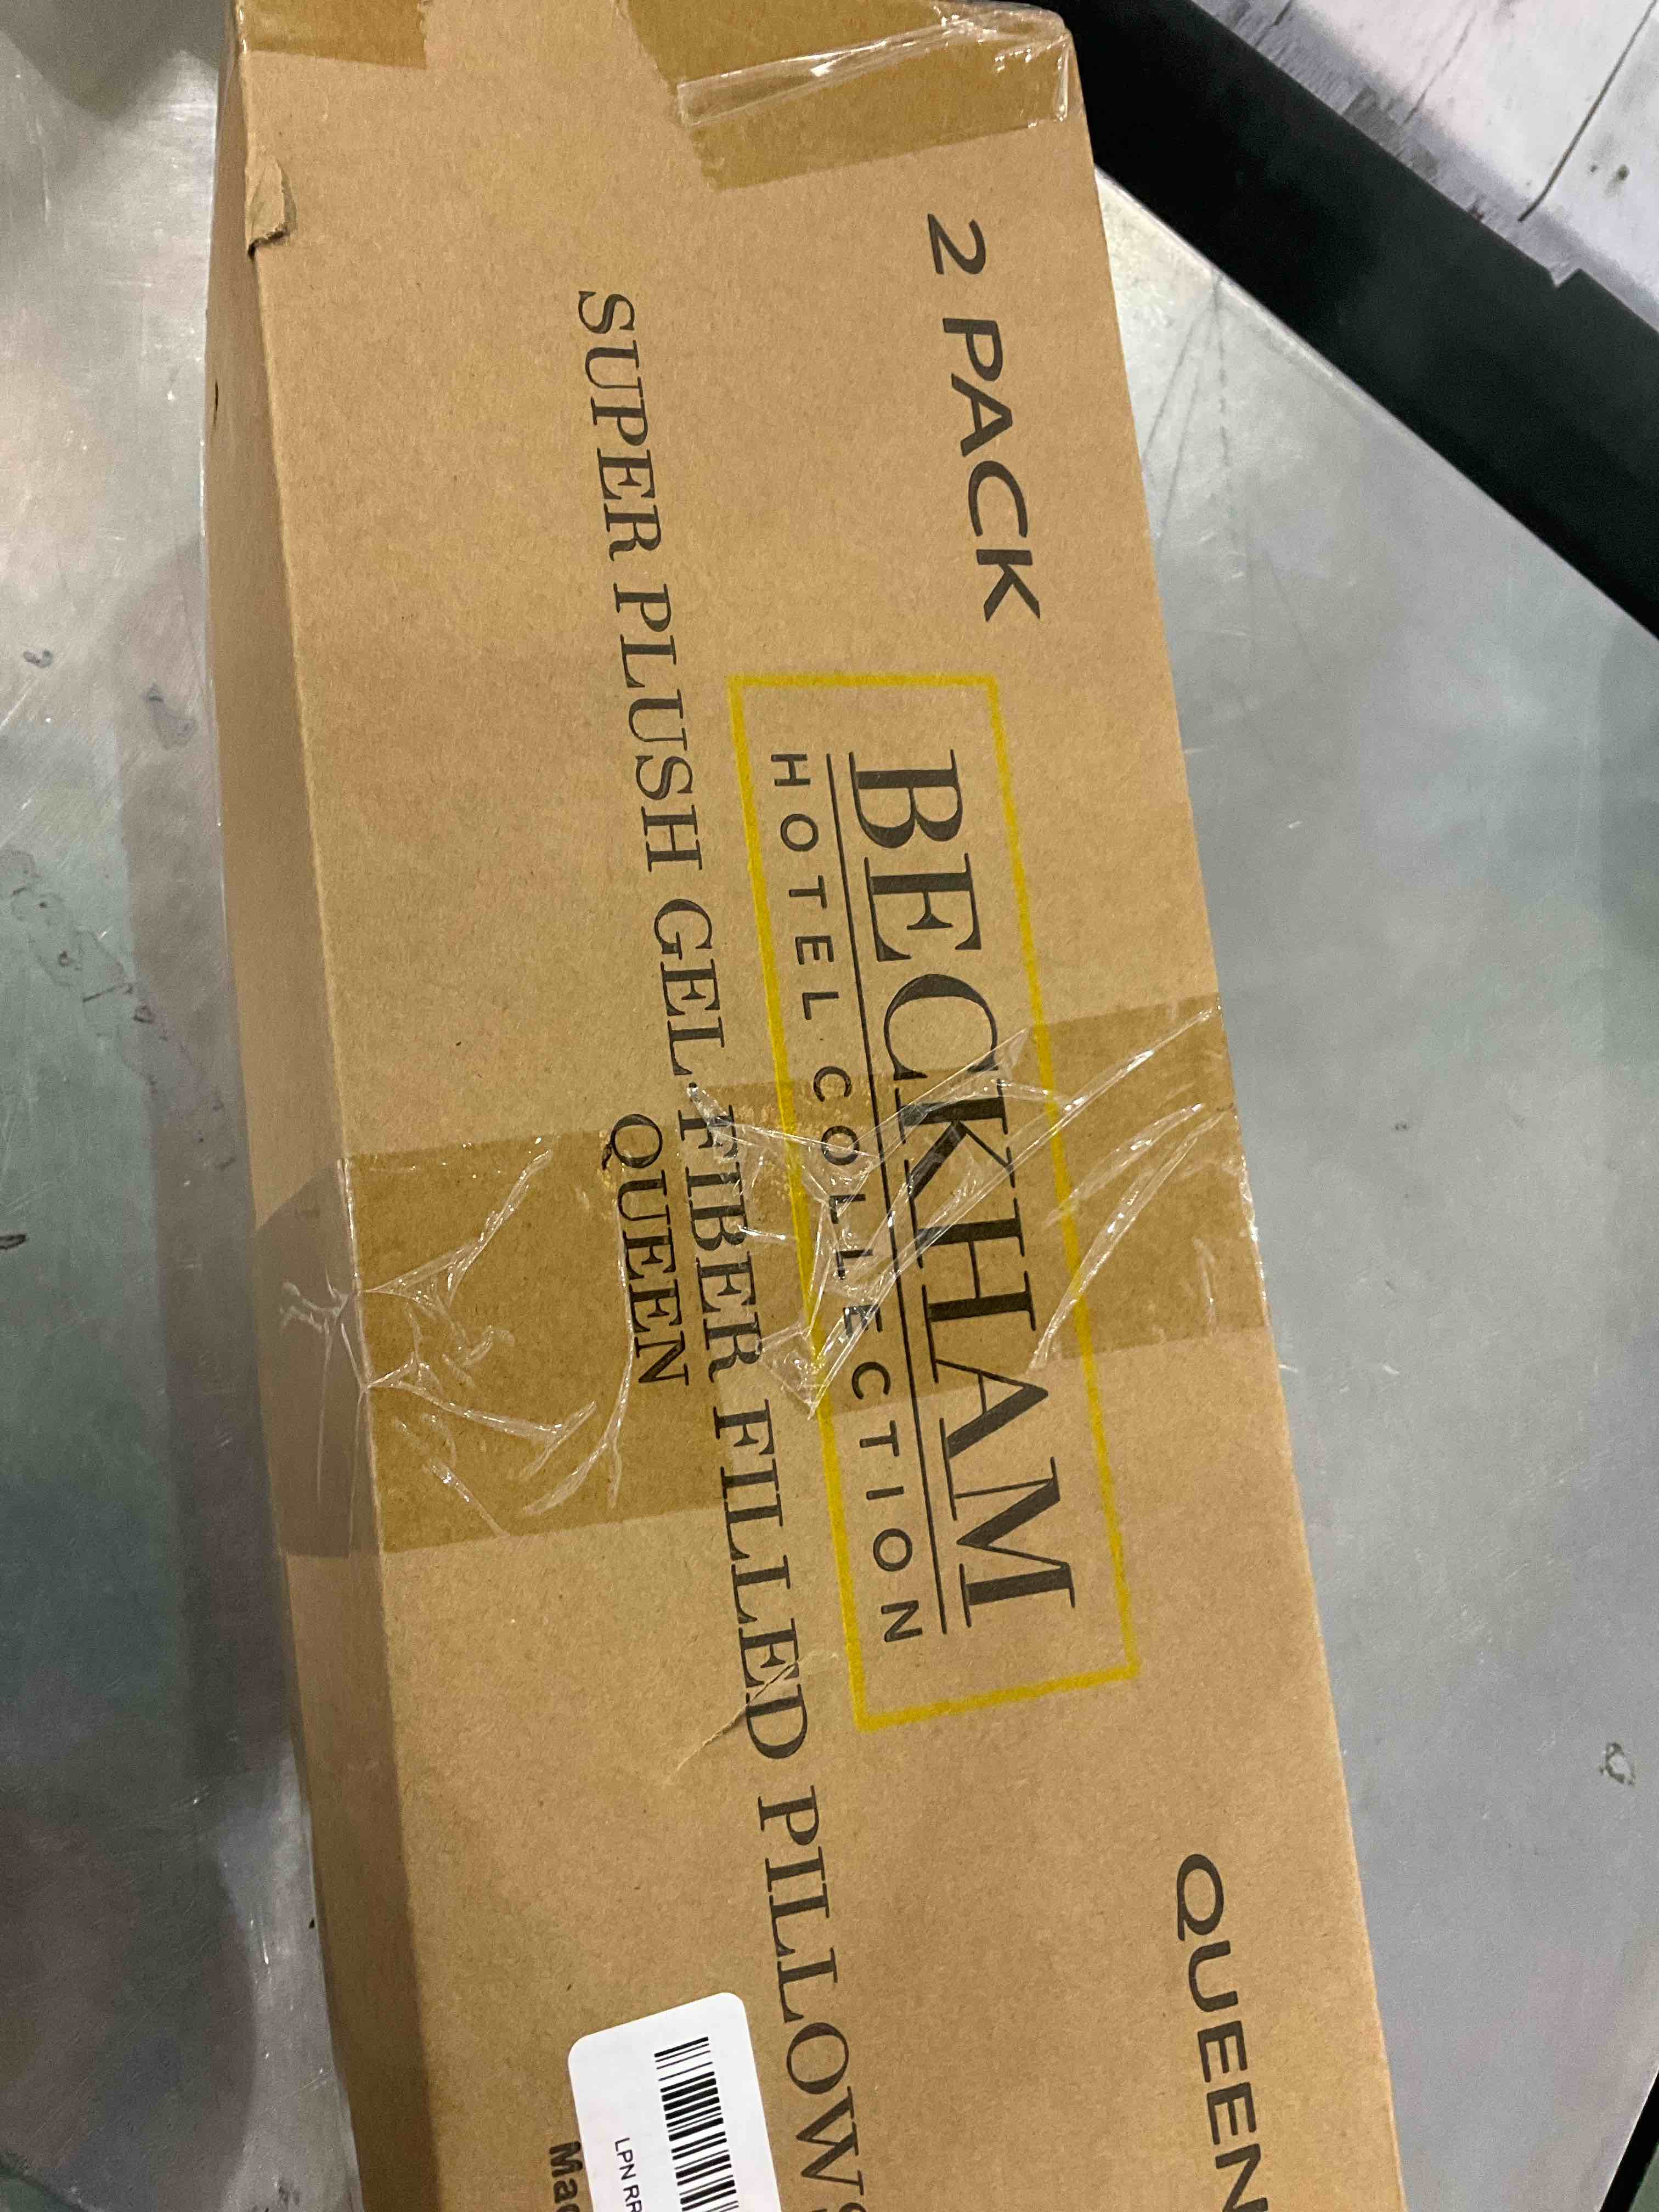 2 PACK
QUEEN
BECKHAM
HOTEL COLLECTION
SUPER PLUSH GEL-FIBER FILLED PILLOWS
QUEEN
LPN